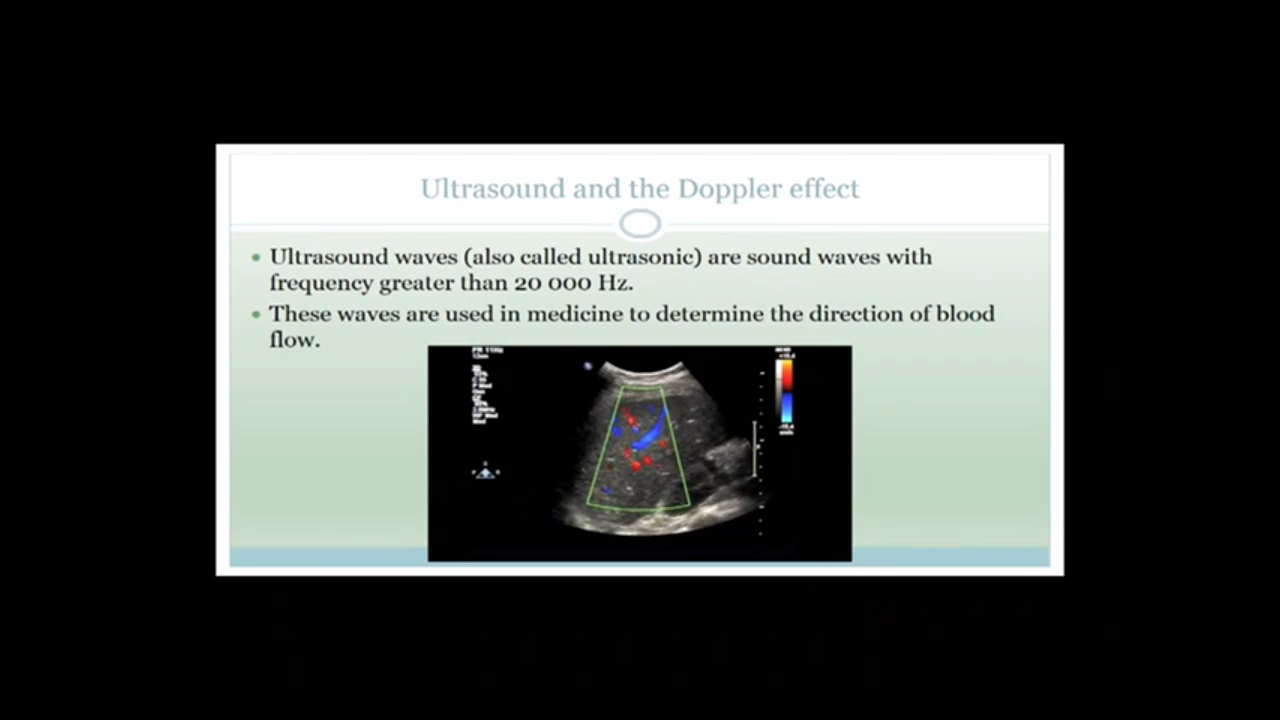 Ultrasound and the Doppler effect
• Ultrasound waves (also called ultrasonic) are sound waves with
frequency greater than 20 000 Hz.
• These waves are used in medicine to determine the direction of blood
flow.